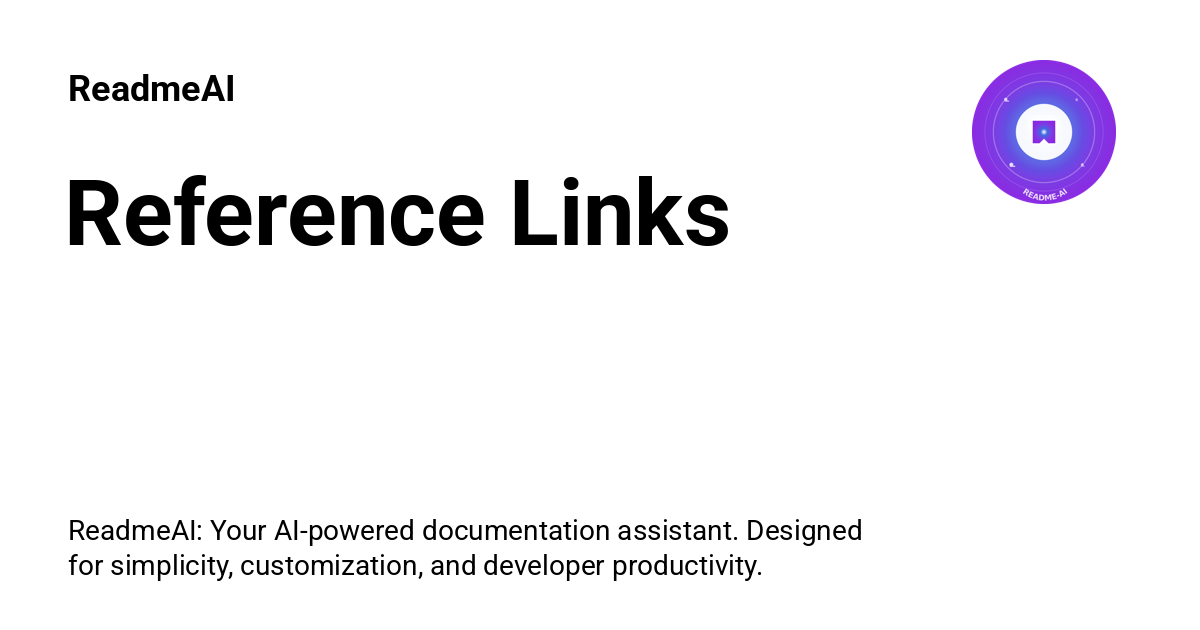 ReadmeAI
README-AI
Reference Links
ReadmeAI: Your AI-powered documentation assistant. Designed
for simplicity, customization, and developer productivity.